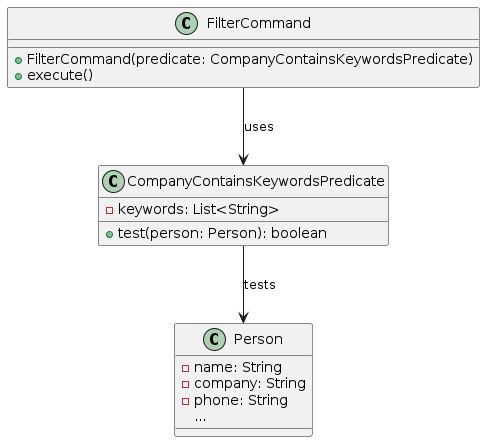 C FilterCommand
FilterCommand(predicate: CompanyContainsKeywordsPredicate)
execute()
uses
C CompanyContainsKeywordsPredicate
keywords: List<String>
test(person: Person): boolean
tests
C Person
name: String
company: String
phone: String
...